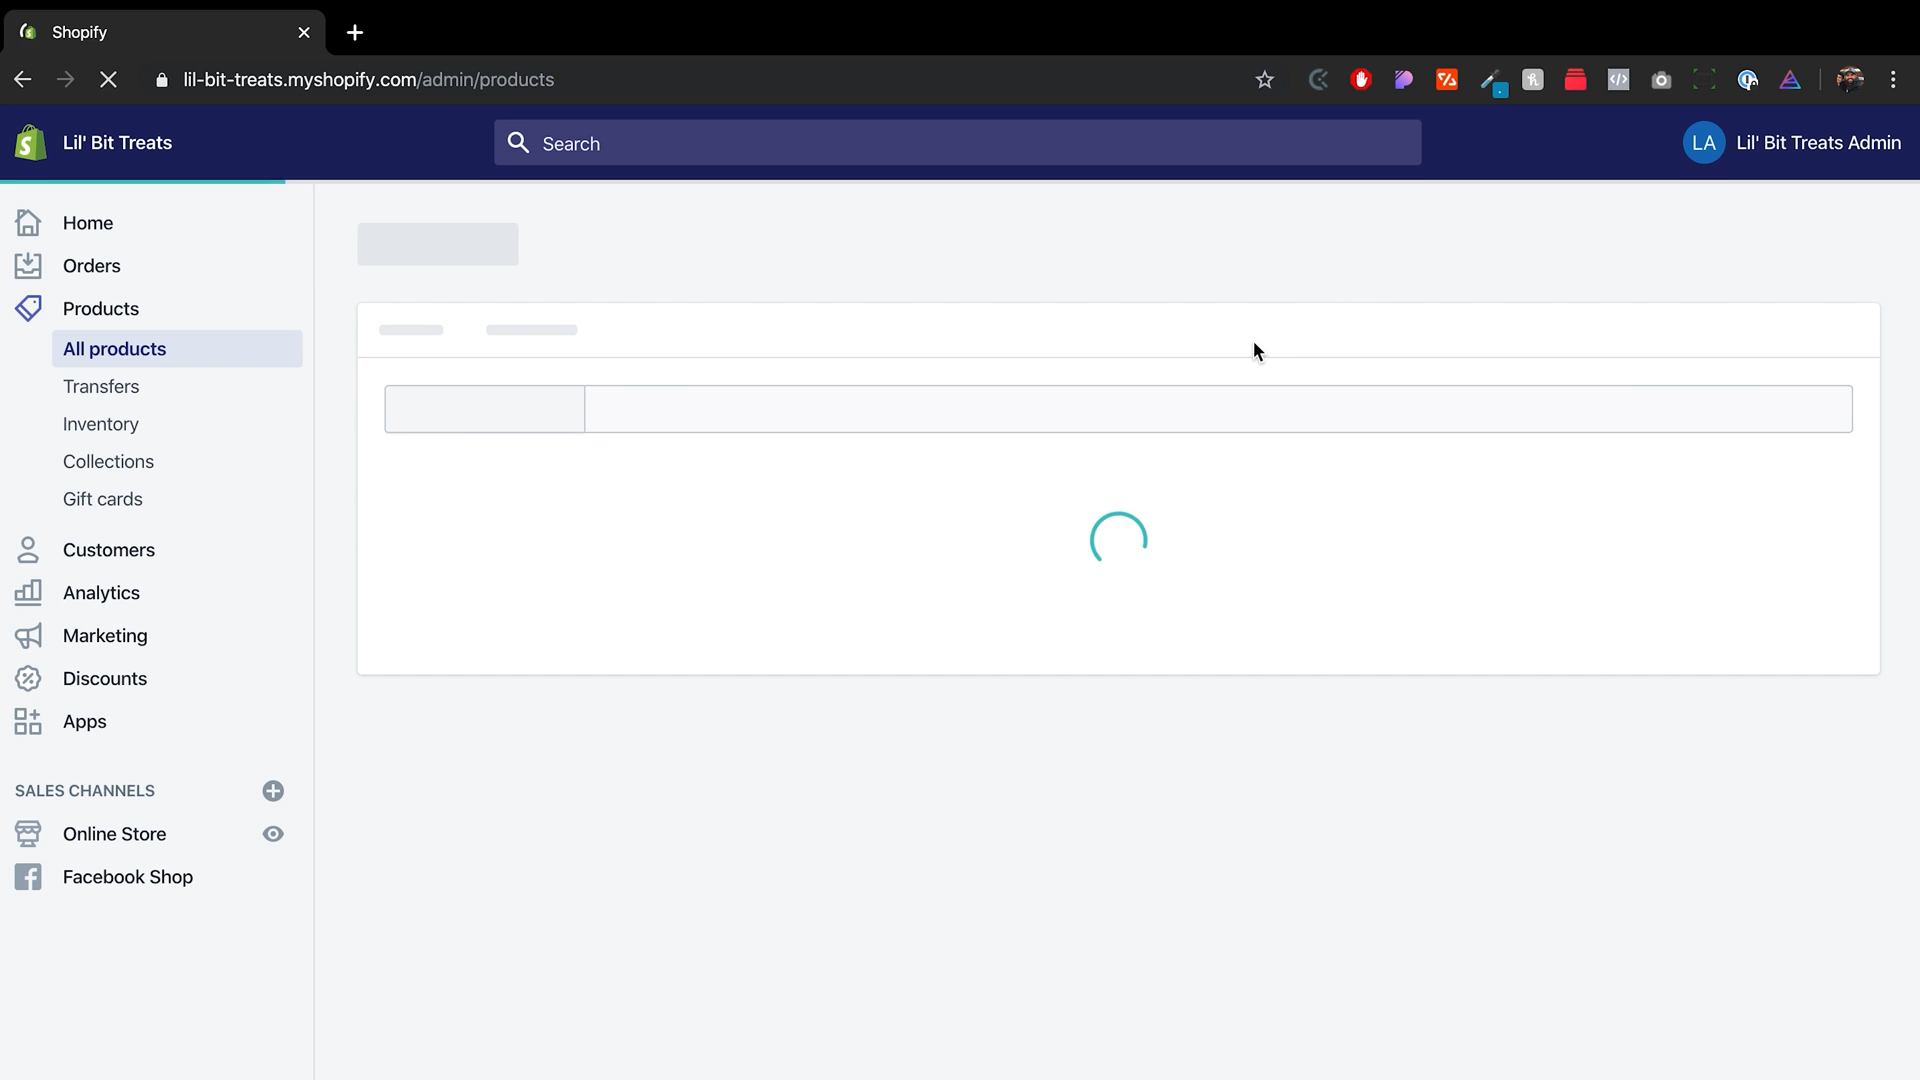 Shopify
lil-bit-treats.myshopify.com/admin/products
Lil' Bit Treats
Search
LA
Lil' Bit Treats Admin
Home
Orders
Products
All products
Transfers
Inventory
Collections
Gift cards
Customers
Analytics
Marketing
Discounts
Apps
SALES CHANNELS
Online Store
Facebook Shop